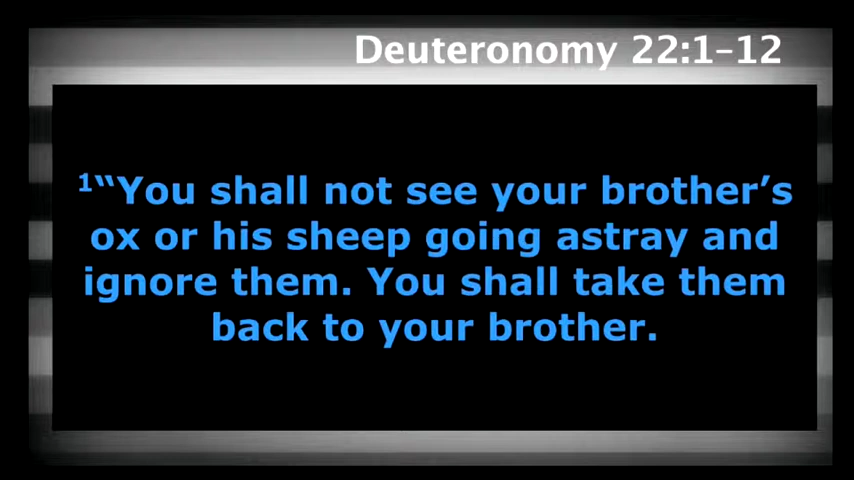 Deuteronomy 22:1–12
¹“You shall not see your brother’s
ox or his sheep going astray and
ignore them. You shall take them
back to your brother.